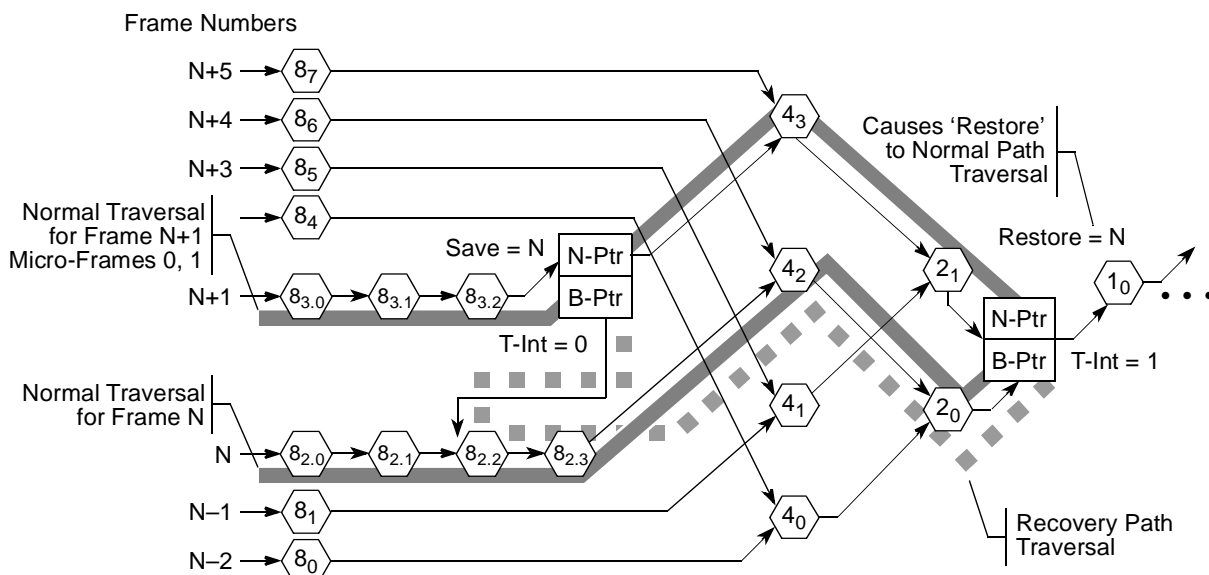 Frame Numbers
N+5
8₇
N+4
8₆
N+3
8₅
8₄
Normal Traversal
for Frame N+1
Micro-Frames 0, 1
N+1
8₃.₀
8₃.₁
8₃.₂
Save = N
N-Ptr
B-Ptr
T-Int = 0
Normal Traversal
for Frame N
N
8₂.₀
8₂.₁
8₂.₂
8₂.₃
N–1
8₁
N–2
8₀
4₃
4₂
4₁
4₀
Causes ‘Restore’
to Normal Path
Traversal
2₁
2₀
Restore = N
1₀
N-Ptr
B-Ptr
T-Int = 1
Recovery Path
Traversal